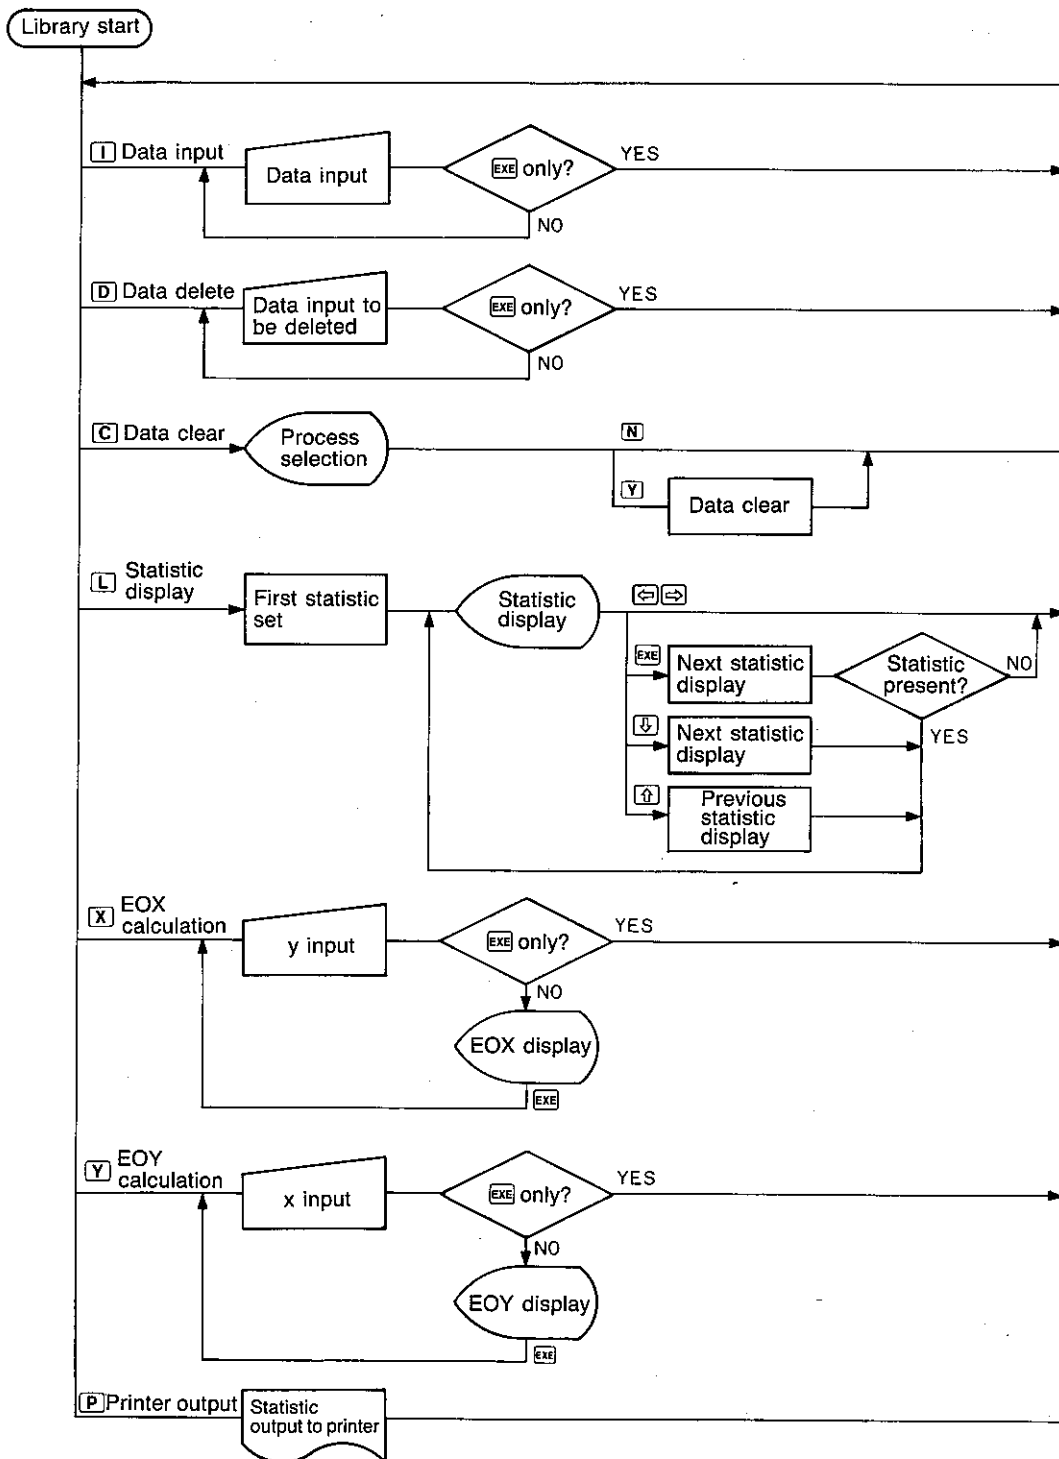 Library start
I Data input
Data input
EXE only?
YES
NO
D Data delete
Data input to
be deleted
EXE only?
YES
NO
C Data clear
Process
selection
N
Y
Data clear
L Statistic
display
First statistic
set
Statistic
display
⇦ ⇨
EXE
Next statistic
display
Statistic
present?
NO
YES
⇩
Next statistic
display
⇧
Previous
statistic
display
X EOX
calculation
y input
EXE only?
YES
NO
EOX display
EXE
Y EOY
calculation
x input
EXE only?
YES
NO
EOY display
EXE
P Printer output
Statistic
output to printer